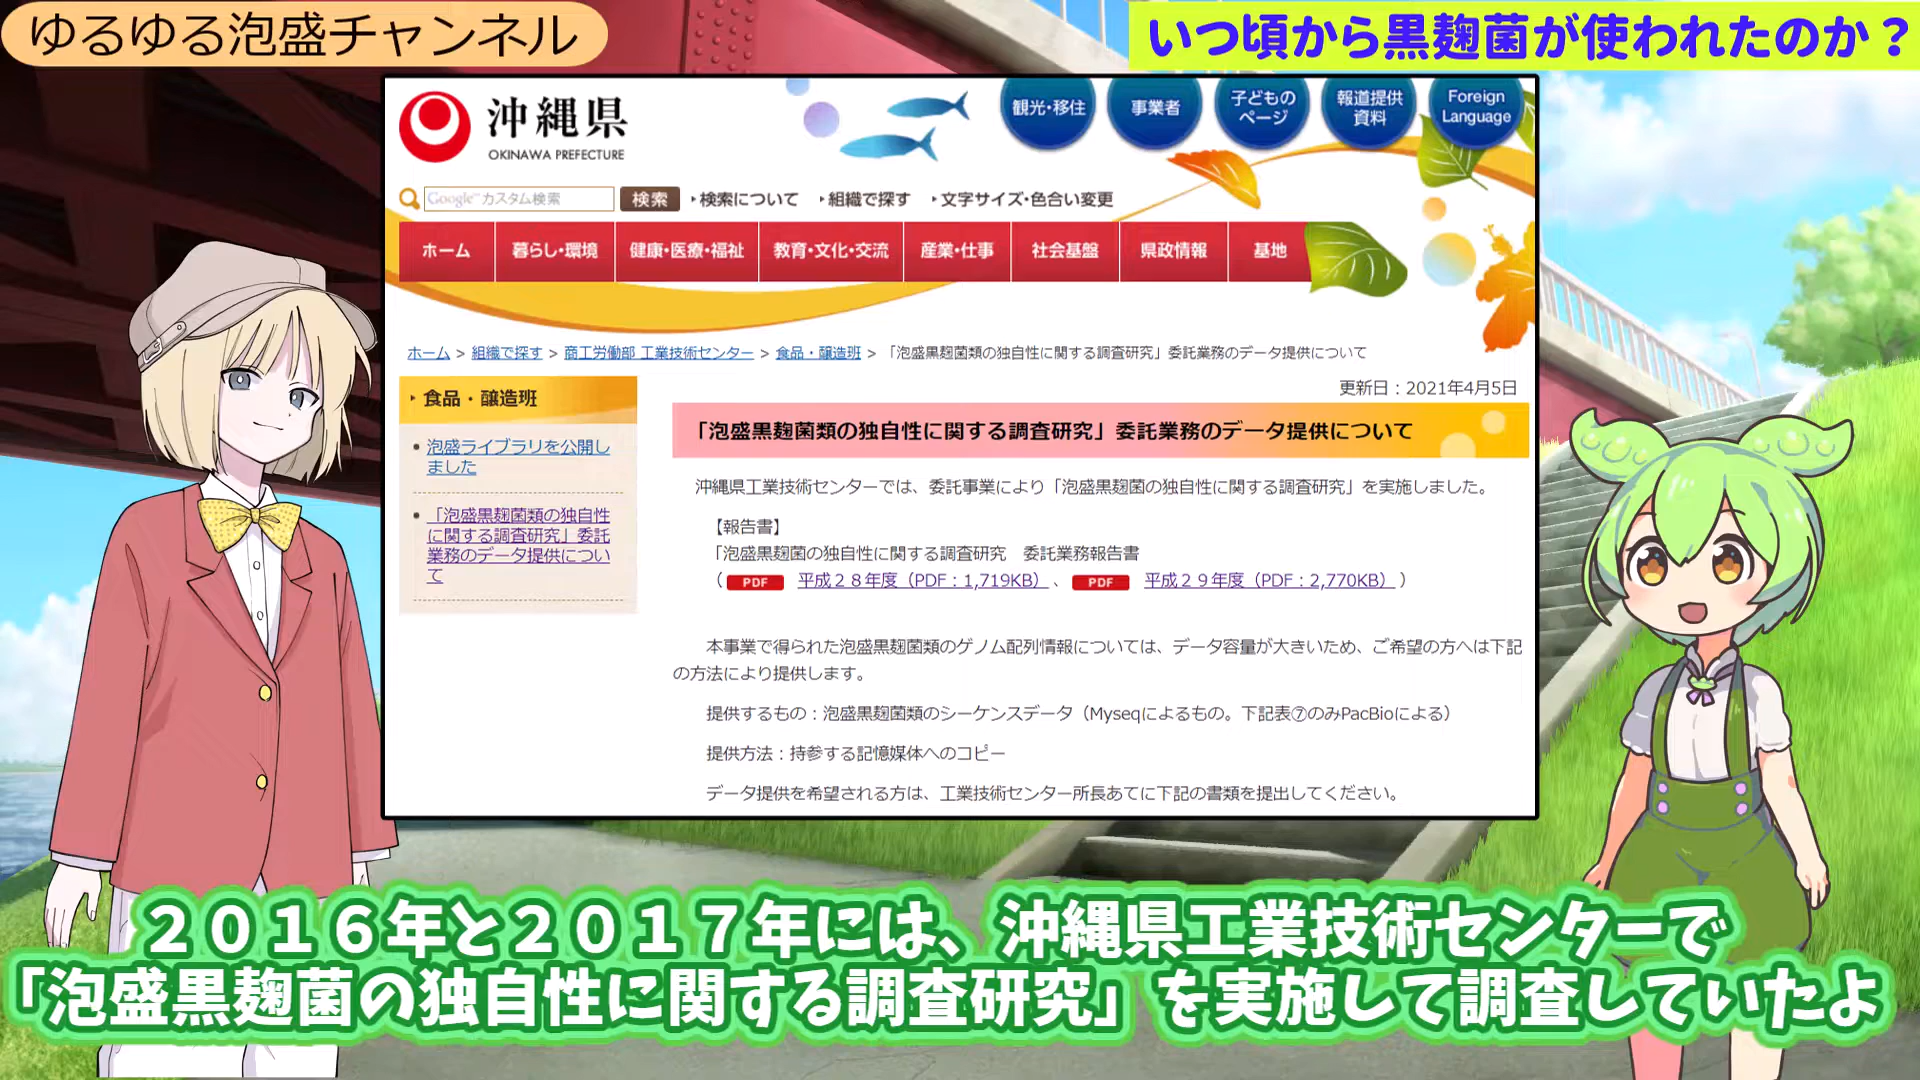 ゆるゆる泡盛チャンネル
いつ頃から黒麹菌が使われたのか？
沖縄県
OKINAWA PREFECTURE
観光・移住
事業者
子どもの
ページ
報道提供
資料
Foreign
Language
Google™カスタム検索
検索
検索について
組織で探す
文字サイズ・色合い変更
ホーム
暮らし・環境
健康・医療・福祉
教育・文化・交流
産業・仕事
社会基盤
県政情報
基地
ホーム > 組織で探す > 商工労働部 工業技術センター > 食品・醸造班 > 「泡盛黒麹菌類の独自性に関する調査研究」委託業務のデータ提供について
更新日：2021年4月5日
食品・醸造班
泡盛ライブラリを公開し
ました
「泡盛黒麹菌類の独自性
に関する調査研究」委託
業務のデータ提供につい
て
「泡盛黒麹菌類の独自性に関する調査研究」委託業務のデータ提供について
沖縄県工業技術センターでは、委託事業により「泡盛黒麹菌の独自性に関する調査研究」を実施しました。
【報告書】
「泡盛黒麹菌の独自性に関する調査研究　委託業務報告書
（ PDF 平成２８年度（PDF：1,719KB） 、 PDF 平成２９年度（PDF：2,770KB） ）
本事業で得られた泡盛黒麹菌類のゲノム配列情報については、データ容量が大きいため、ご希望の方へは下記
の方法により提供します。
提供するもの：泡盛黒麹菌類のシーケンスデータ（Myseqによるもの。下記表⑦のみPacBioによる）
提供方法：持参する記憶媒体へのコピー
データ提供を希望される方は、工業技術センター所長あてに下記の書類を提出してください。
２０１６年と２０１７年には、沖縄県工業技術センターで
「泡盛黒麹菌の独自性に関する調査研究」を実施して調査していたよ